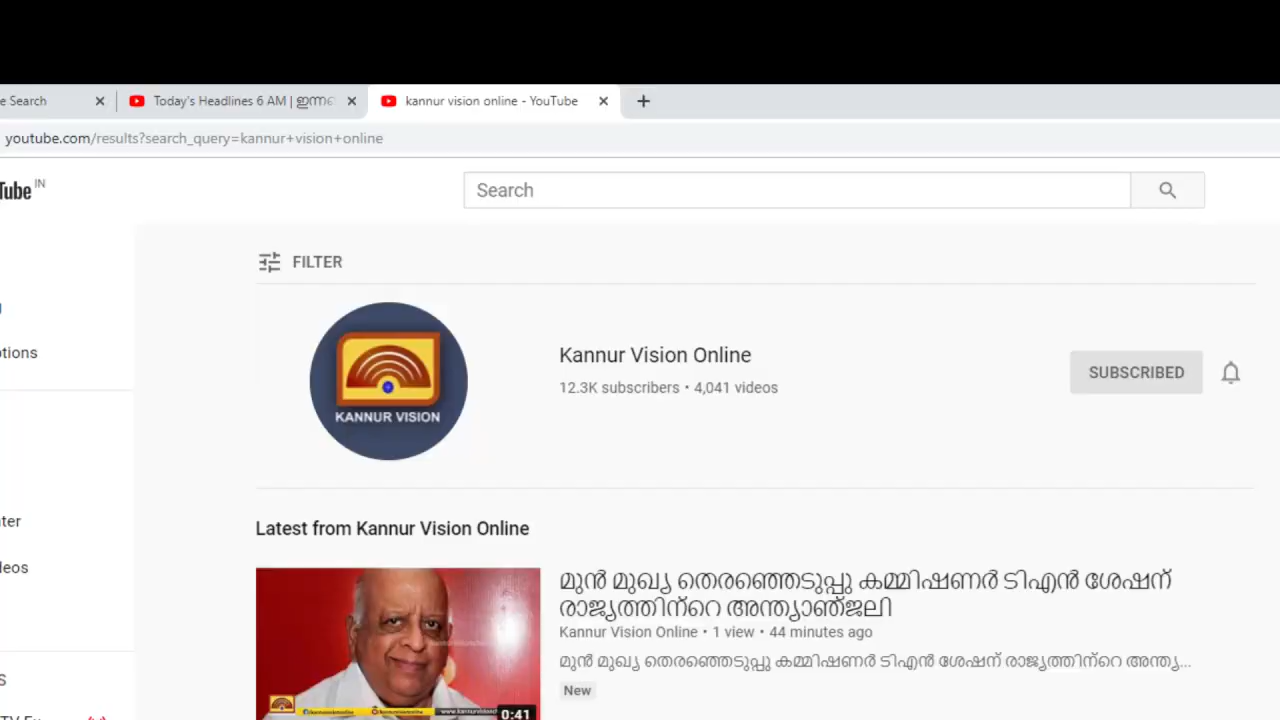 e Search
Today's Headlines 6 AM | ഇന്നഃ
kannur vision online - YouTube
youtube.com/results?search_query=kannur+vision+online
Tube IN
Search
FILTER
KANNUR VISION
Kannur Vision Online
12.3K subscribers • 4,041 videos
SUBSCRIBED
otions
Latest from Kannur Vision Online
ter
leos
മുൻ മുഖ്യ തെരഞ്ഞെടുപ്പു കമ്മിഷണർ ടിഎൻ ശേഷന്
രാജ്യത്തിന്റെ അന്ത്യാഞ്ജലി
Kannur Vision Online • 1 view • 44 minutes ago
മുൻ മുഖ്യ തെരഞ്ഞെടുപ്പു കമ്മിഷണർ ടിഎൻ ശേഷന് രാജ്യത്തിന്റെ അന്ത്യ...
New
0:41
S